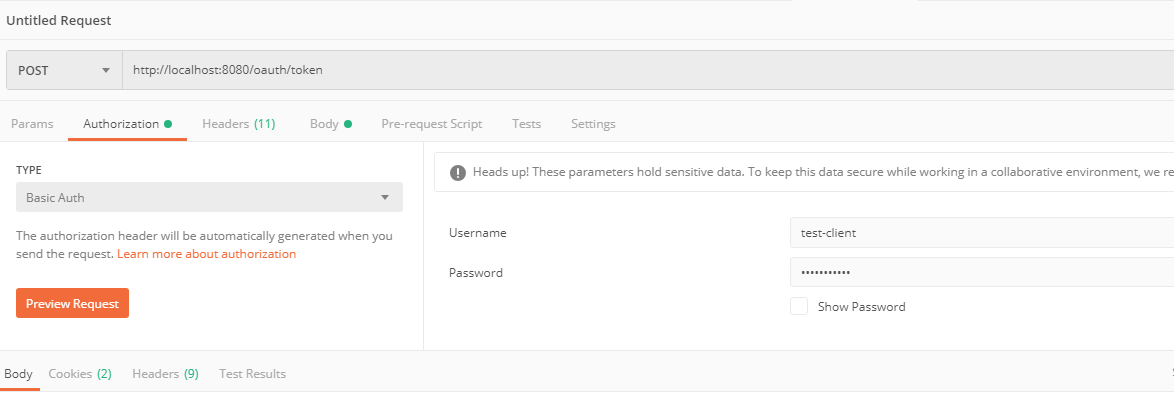 Untitled Request
POST http://localhost:8080/oauth/token
Params Authorization Headers (11) Body Pre-request Script Tests Settings
TYPE
Basic Auth
The authorization header will be automatically generated when you
send the request. Learn more about authorization
Preview Request
Heads up! These parameters hold sensitive data. To keep this data secure while working in a collaborative environment, we re
Username test-client
Password •••••••••••
Show Password
Body Cookies (2) Headers (9) Test Results